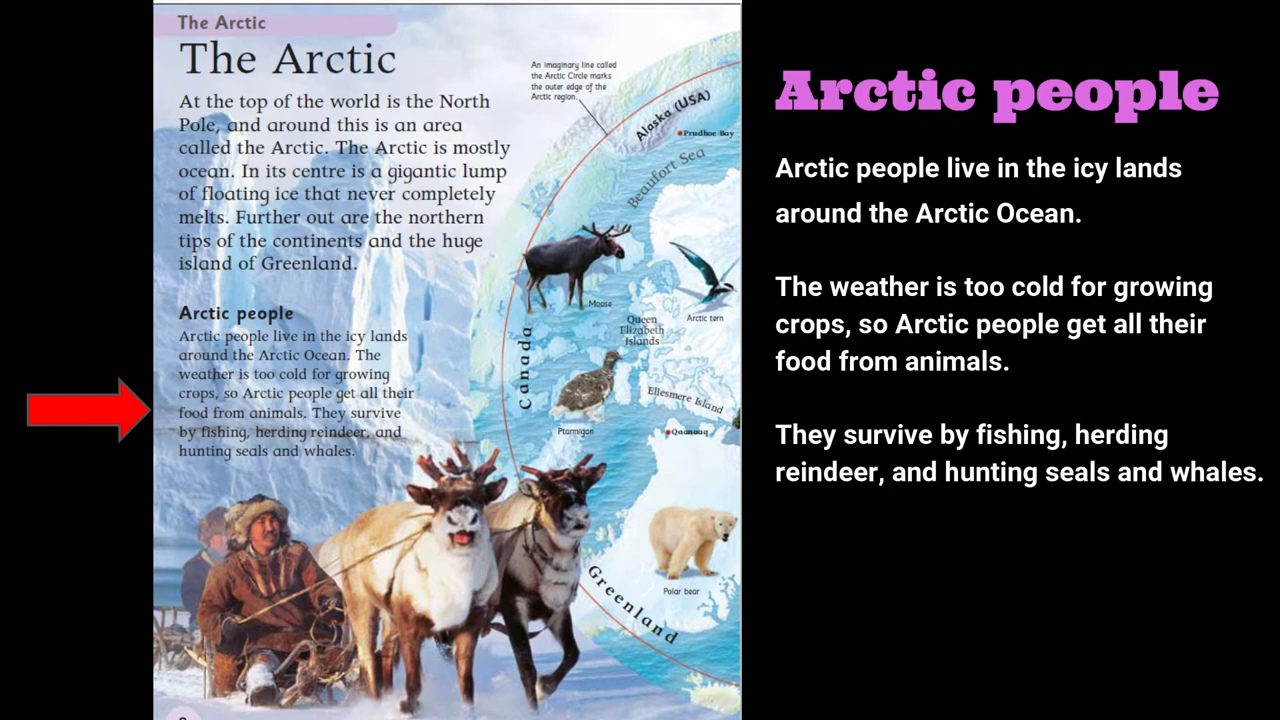 The Arctic
The Arctic
At the top of the world is the North
Pole, and around this is an area
called the Arctic. The Arctic is mostly
ocean. In its centre is a gigantic lump
of floating ice that never completely
melts. Further out are the northern
tips of the continents and the huge
island of Greenland.
Arctic people
Arctic people live in the icy lands
around the Arctic Ocean. The
weather is too cold for growing
crops, so Arctic people get all their
food from animals. They survive
by fishing, herding reindeer, and
hunting seals and whales.
An imaginary line called
the Arctic Circle marks
the outer edge of the
Arctic region.
Alaska (USA)
Prudhoe Bay
Beaufort Sea
Moose
Arctic tern
Queen
Elizabeth
Islands
Canada
Ellesmere Island
Ptarmigan
Qaanaaq
Polar bear
Greenland
Arctic people
Arctic people live in the icy lands
around the Arctic Ocean.
The weather is too cold for growing
crops, so Arctic people get all their
food from animals.
They survive by fishing, herding
reindeer, and hunting seals and whales.